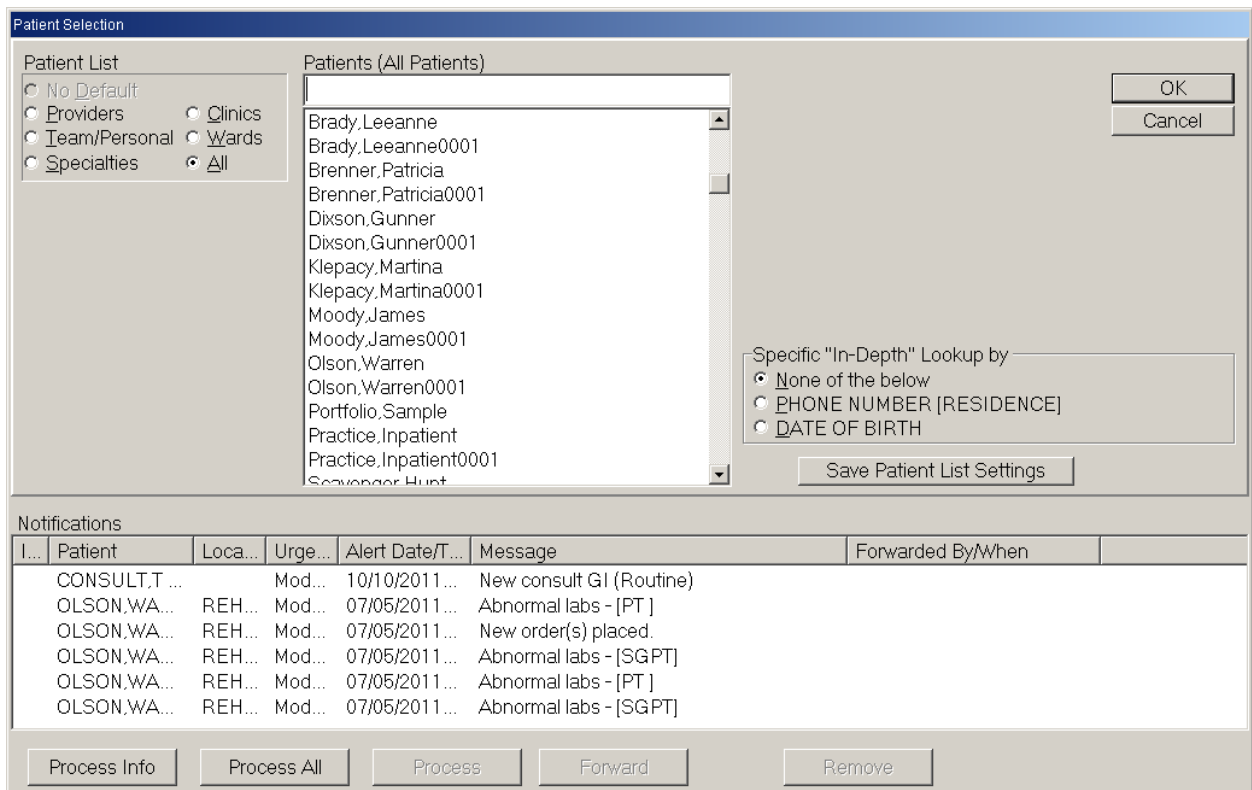 Patient Selection
Patient List
No Default
Providers
Clinics
Team/Personal
Wards
Specialties
All
Patients (All Patients)
Brady,Leeanne
Brady,Leeanne0001
Brenner,Patricia
Brenner,Patricia0001
Dixson,Gunner
Dixson,Gunner0001
Klepacy,Martina
Klepacy,Martina0001
Moody,James
Moody,James0001
Olson,Warren
Olson,Warren0001
Portfolio,Sample
Practice,Inpatient
Practice,Inpatient0001
Scavenger,Hunt
OK
Cancel
Specific "In-Depth" Lookup by
None of the below
PHONE NUMBER [RESIDENCE]
DATE OF BIRTH
Save Patient List Settings
Notifications
I... Patient Loca... Urge... Alert Date/T... Message Forwarded By/When
CONSULT,T ... Mod... 10/10/2011... New consult GI (Routine)
OLSON,WA... REH... Mod... 07/05/2011... Abnormal labs - [PT ]
OLSON,WA... REH... Mod... 07/05/2011... New order(s) placed.
OLSON,WA... REH... Mod... 07/05/2011... Abnormal labs - [SGPT]
OLSON,WA... REH... Mod... 07/05/2011... Abnormal labs - [PT ]
OLSON,WA... REH... Mod... 07/05/2011... Abnormal labs - [SGPT]
Process Info Process All Process Forward Remove